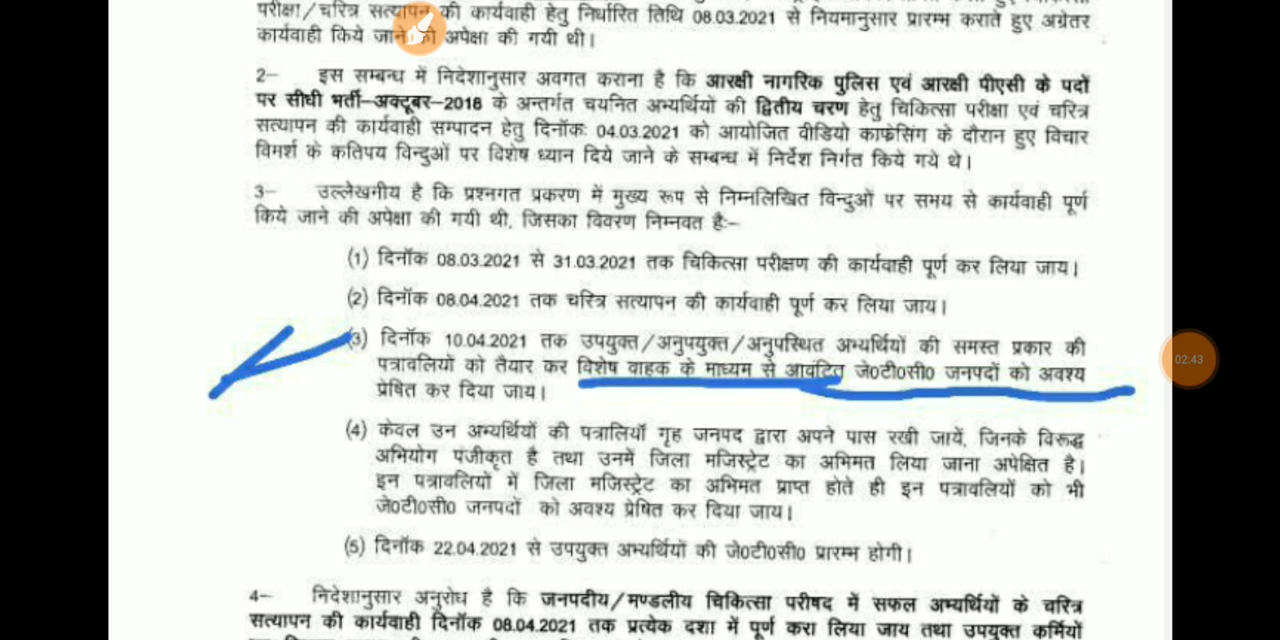 परीक्षा/चरित्र सत्यापन की कार्यवाही हेतु निर्धारित तिथि 08.03.2021 से नियमानुसार प्रारम्भ कराते हुए अग्रेतर
कार्यवाही किये जाने की अपेक्षा की गयी थी।
2– इस सम्बन्ध में निदेशानुसार अवगत कराना है कि आरक्षी नागरिक पुलिस एवं आरक्षी पीएसी के पदों
पर सीधी भर्ती–अक्टूबर–2018 के अन्तर्गत चयनित अभ्यर्थियों की द्वितीय चरण हेतु चिकित्सा परीक्षा एवं चरित्र
सत्यापन की कार्यवाही सम्पादन हेतु दिनॉकः 04.03.2021 को आयोजित वीडियो काफ्रेसिंग के दौरान हुए विचार
विमर्श के कतिपय विन्दुओं पर विशेष ध्यान दिये जाने के सम्बन्ध में निर्देश निर्गत किये गये थे।
3– उल्लेखनीय है कि प्रश्नगत प्रकरण में मुख्य रूप से निम्नलिखित विन्दुओं पर समय से कार्यवाही पूर्ण
किये जाने की अपेक्षा की गयी थी, जिसका विवरण निम्नवत हैः–
(1) दिनॉक 08.03.2021 से 31.03.2021 तक चिकित्सा परीक्षण की कार्यवाही पूर्ण कर लिया जाय।
(2) दिनॉक 08.04.2021 तक चरित्र सत्यापन की कार्यवाही पूर्ण कर लिया जाय।
(3) दिनॉक 10.04.2021 तक उपयुक्त/अनुपयुक्त/अनुपस्थित अभ्यर्थियों की समस्त प्रकार की
पत्रावलियों को तैयार कर विशेष वाहक के माध्यम से आवंटित जे0टी0सी0 जनपदों को अवश्य
प्रेषित कर दिया जाय।
02:43
(4) केवल उन अभ्यर्थियों की पत्रालियॉ गृह जनपद द्वारा अपने पास रखी जायें, जिनके विरूद्ध
अभियोग पंजीकृत है तथा उनमें जिला मजिस्ट्रेट का अभिमत लिया जाना अपेक्षित है।
इन पत्रावलियों में जिला मजिस्ट्रेट का अभिमत प्राप्त होते ही इन पत्रावलियों को भी
जे0टी0सी0 जनपदों को अवश्य प्रेषित कर दिया जाय।
(5) दिनॉक 22.04.2021 से उपयुक्त अभ्यर्थियों की जे0टी0सी0 प्रारम्भ होगी।
4– निदेशानुसार अनुरोध है कि जनपदीय/मण्डलीय चिकित्सा परीषद में सफल अभ्यर्थियों के चरित्र
सत्यापन की कार्यवाही दिनॉक 08.04.2021 तक प्रत्येक दशा में पूर्ण करा लिया जाय तथा उपयुक्त कर्मियों